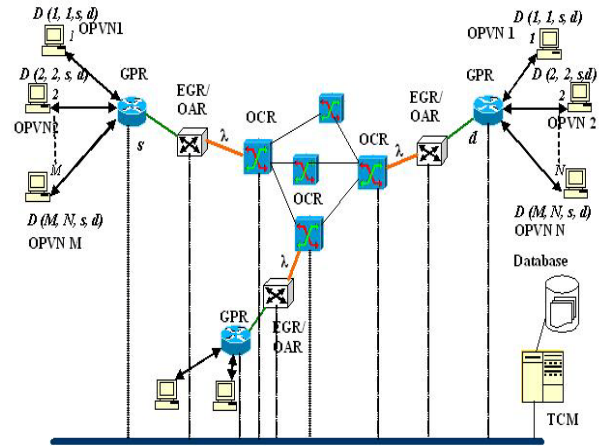 D (1, 1,s, d)
1
OPVN1
D (2, 2, s, d)
2
OPVN2
M
D (M, N, s, d)
OPVN M
GPR
s
EGR/
OAR
λ
OCR
OCR
OCR
λ
EGR/
OAR
d
GPR
D (1, 1,s, d)
OPVN 1
1
D (2, 2, s,d)
2
OPVN 2
N
D (M, N, s, d)
OPVN N
λ
EGR/
OAR
GPR
Database
TCM